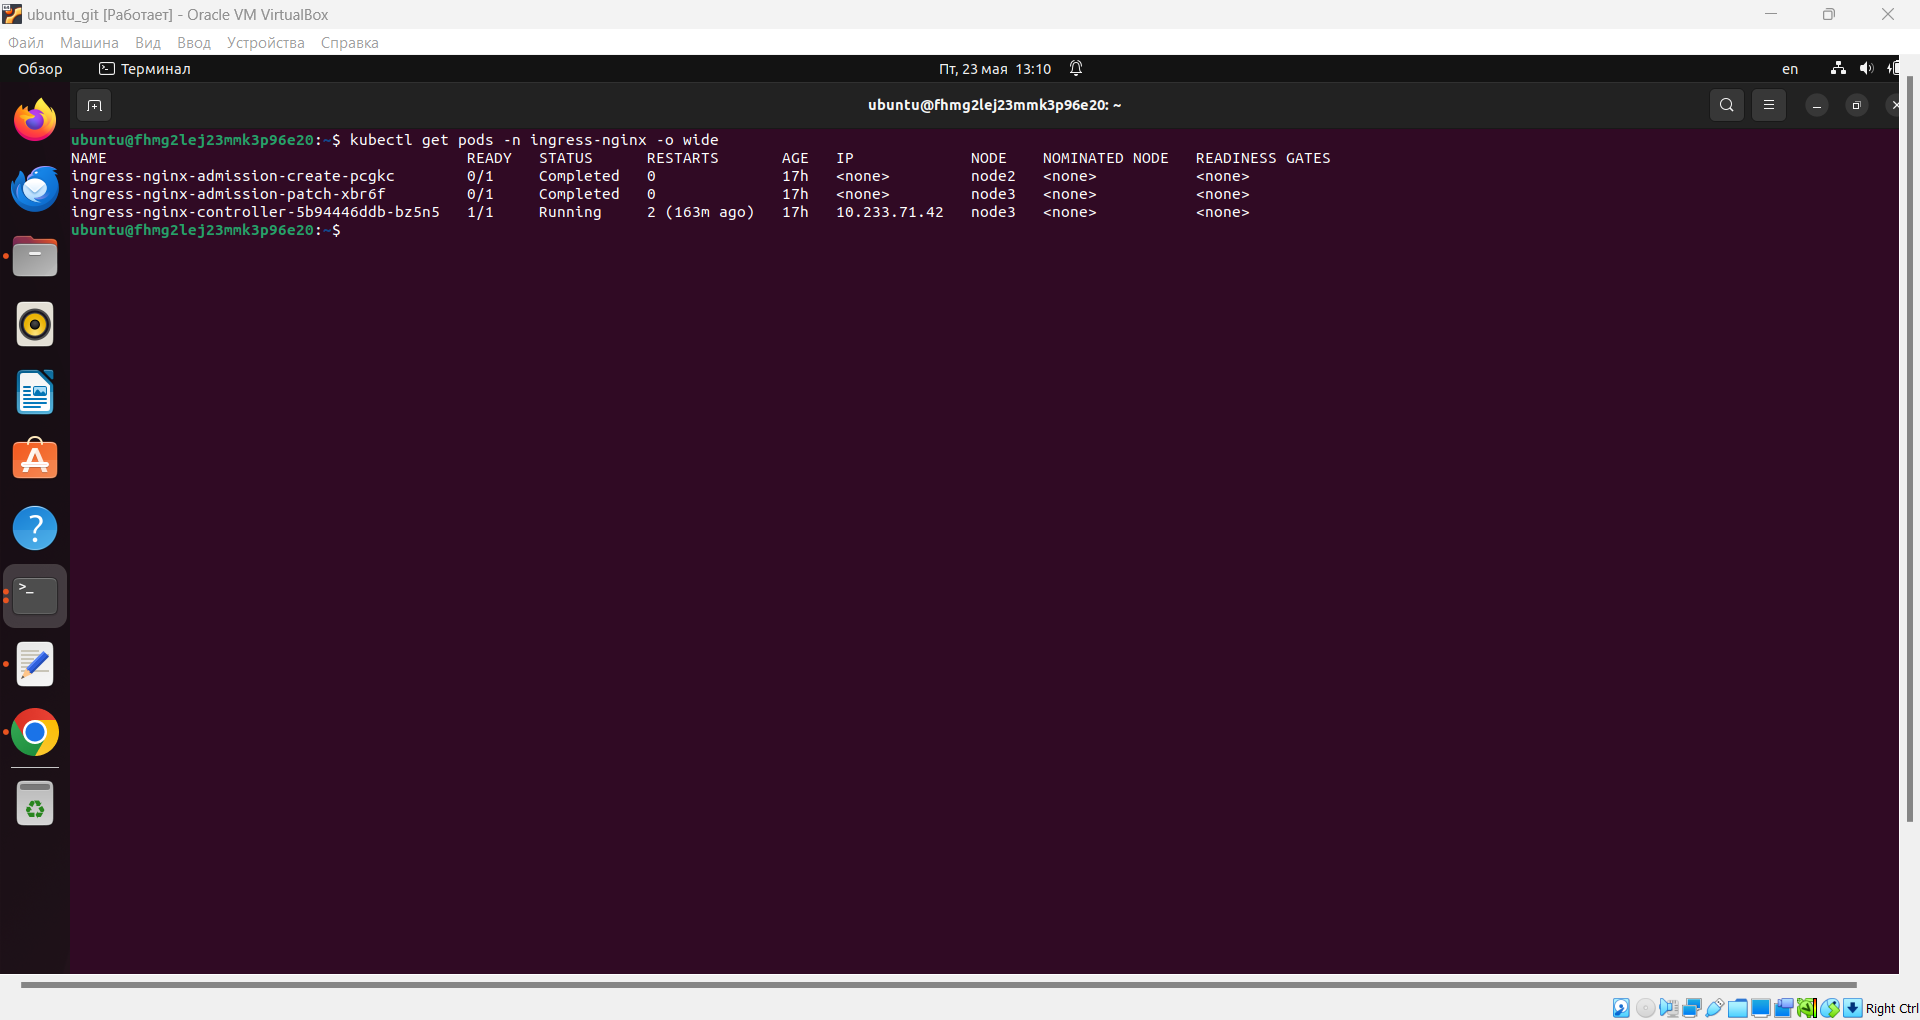 ubuntu_git [Работает] - Oracle VM VirtualBox
Файл Машина Вид Ввод Устройства Справка
Обзор Терминал Пт, 23 мая 13:10 en
ubuntu@fhmg2lej23mmk3p96e20: ~
ubuntu@fhmg2lej23mmk3p96e20:~$ kubectl get pods -n ingress-nginx -o wide
NAME READY STATUS RESTARTS AGE IP NODE NOMINATED NODE READINESS GATES
ingress-nginx-admission-create-pcgkc 0/1 Completed 0 17h <none> node2 <none> <none>
ingress-nginx-admission-patch-xbr6f 0/1 Completed 0 17h <none> node3 <none> <none>
ingress-nginx-controller-5b94446ddb-bz5n5 1/1 Running 2 (163m ago) 17h 10.233.71.42 node3 <none> <none>
ubuntu@fhmg2lej23mmk3p96e20:~$
Right Ctrl